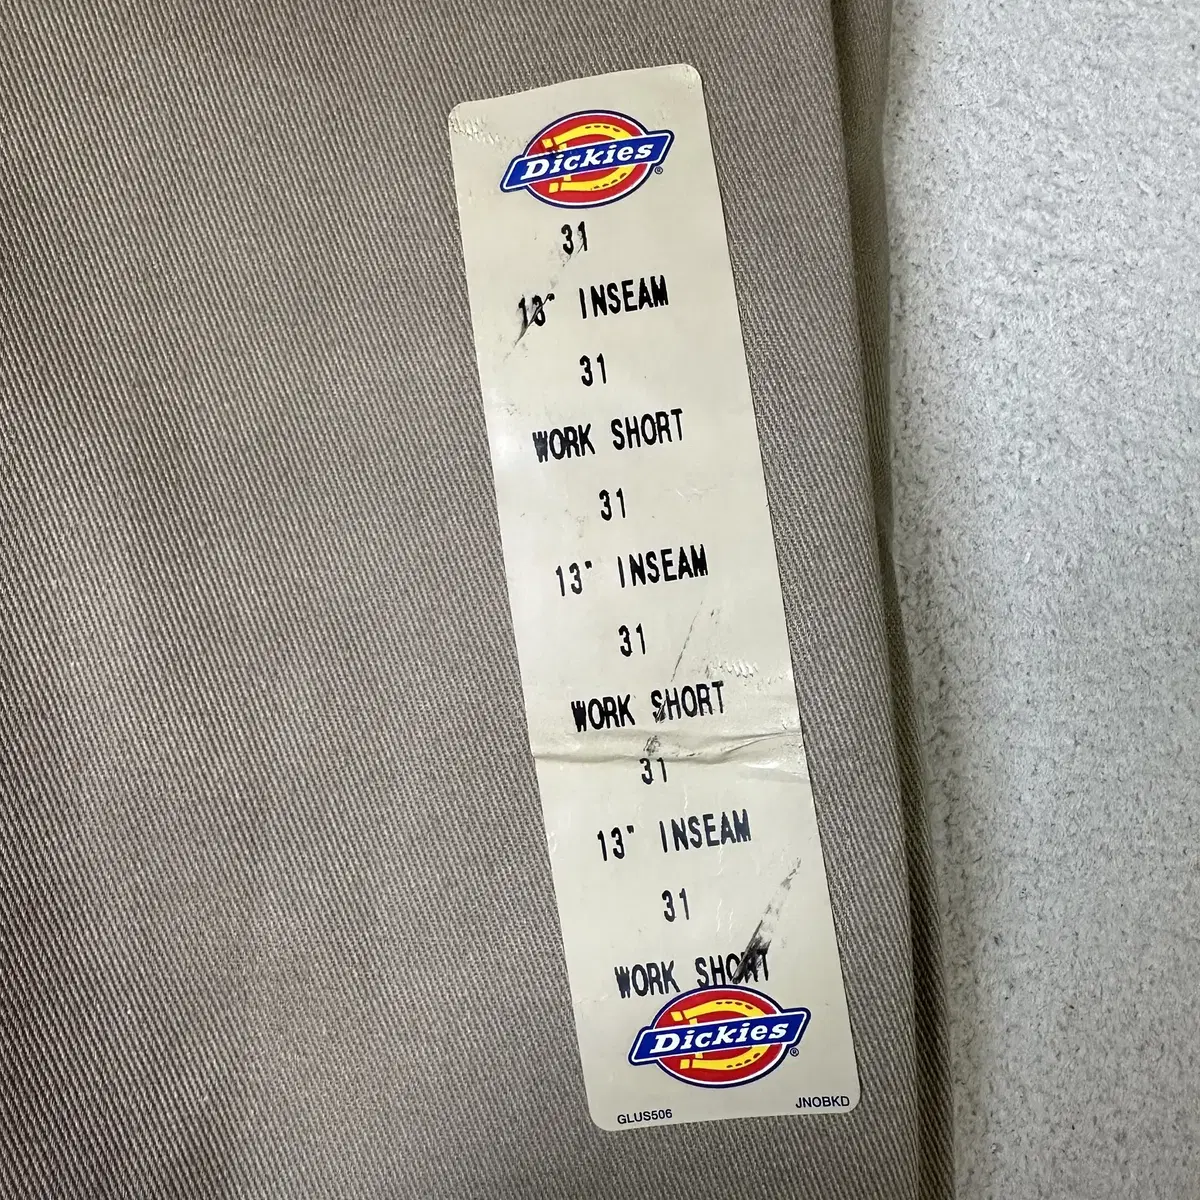 Dickies®
31
13" INSEAM
31
WORK SHORT
31
13" INSEAM
31
WORK SHORT
31
13" INSEAM
31
WORK SHORT
Dickies®
GLUS506 JNOBKD